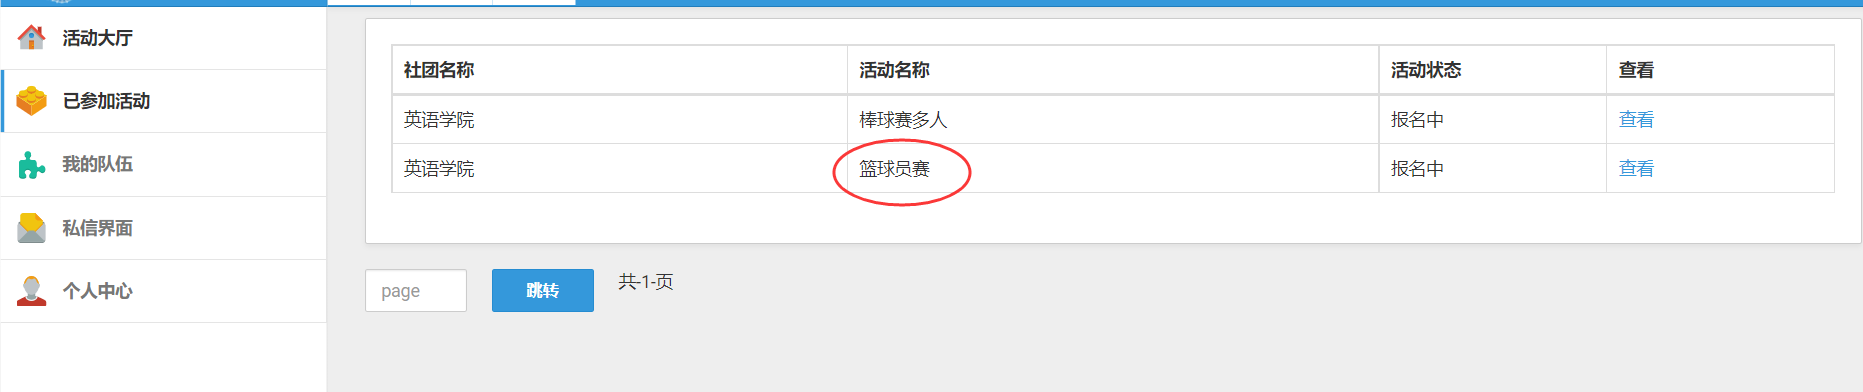 活动大厅
已参加活动
我的队伍
私信界面
个人中心
社团名称 活动名称 活动状态 查看
英语学院 棒球赛多人 报名中 查看
英语学院 篮球员赛 报名中 查看
page 跳转 共-1-页